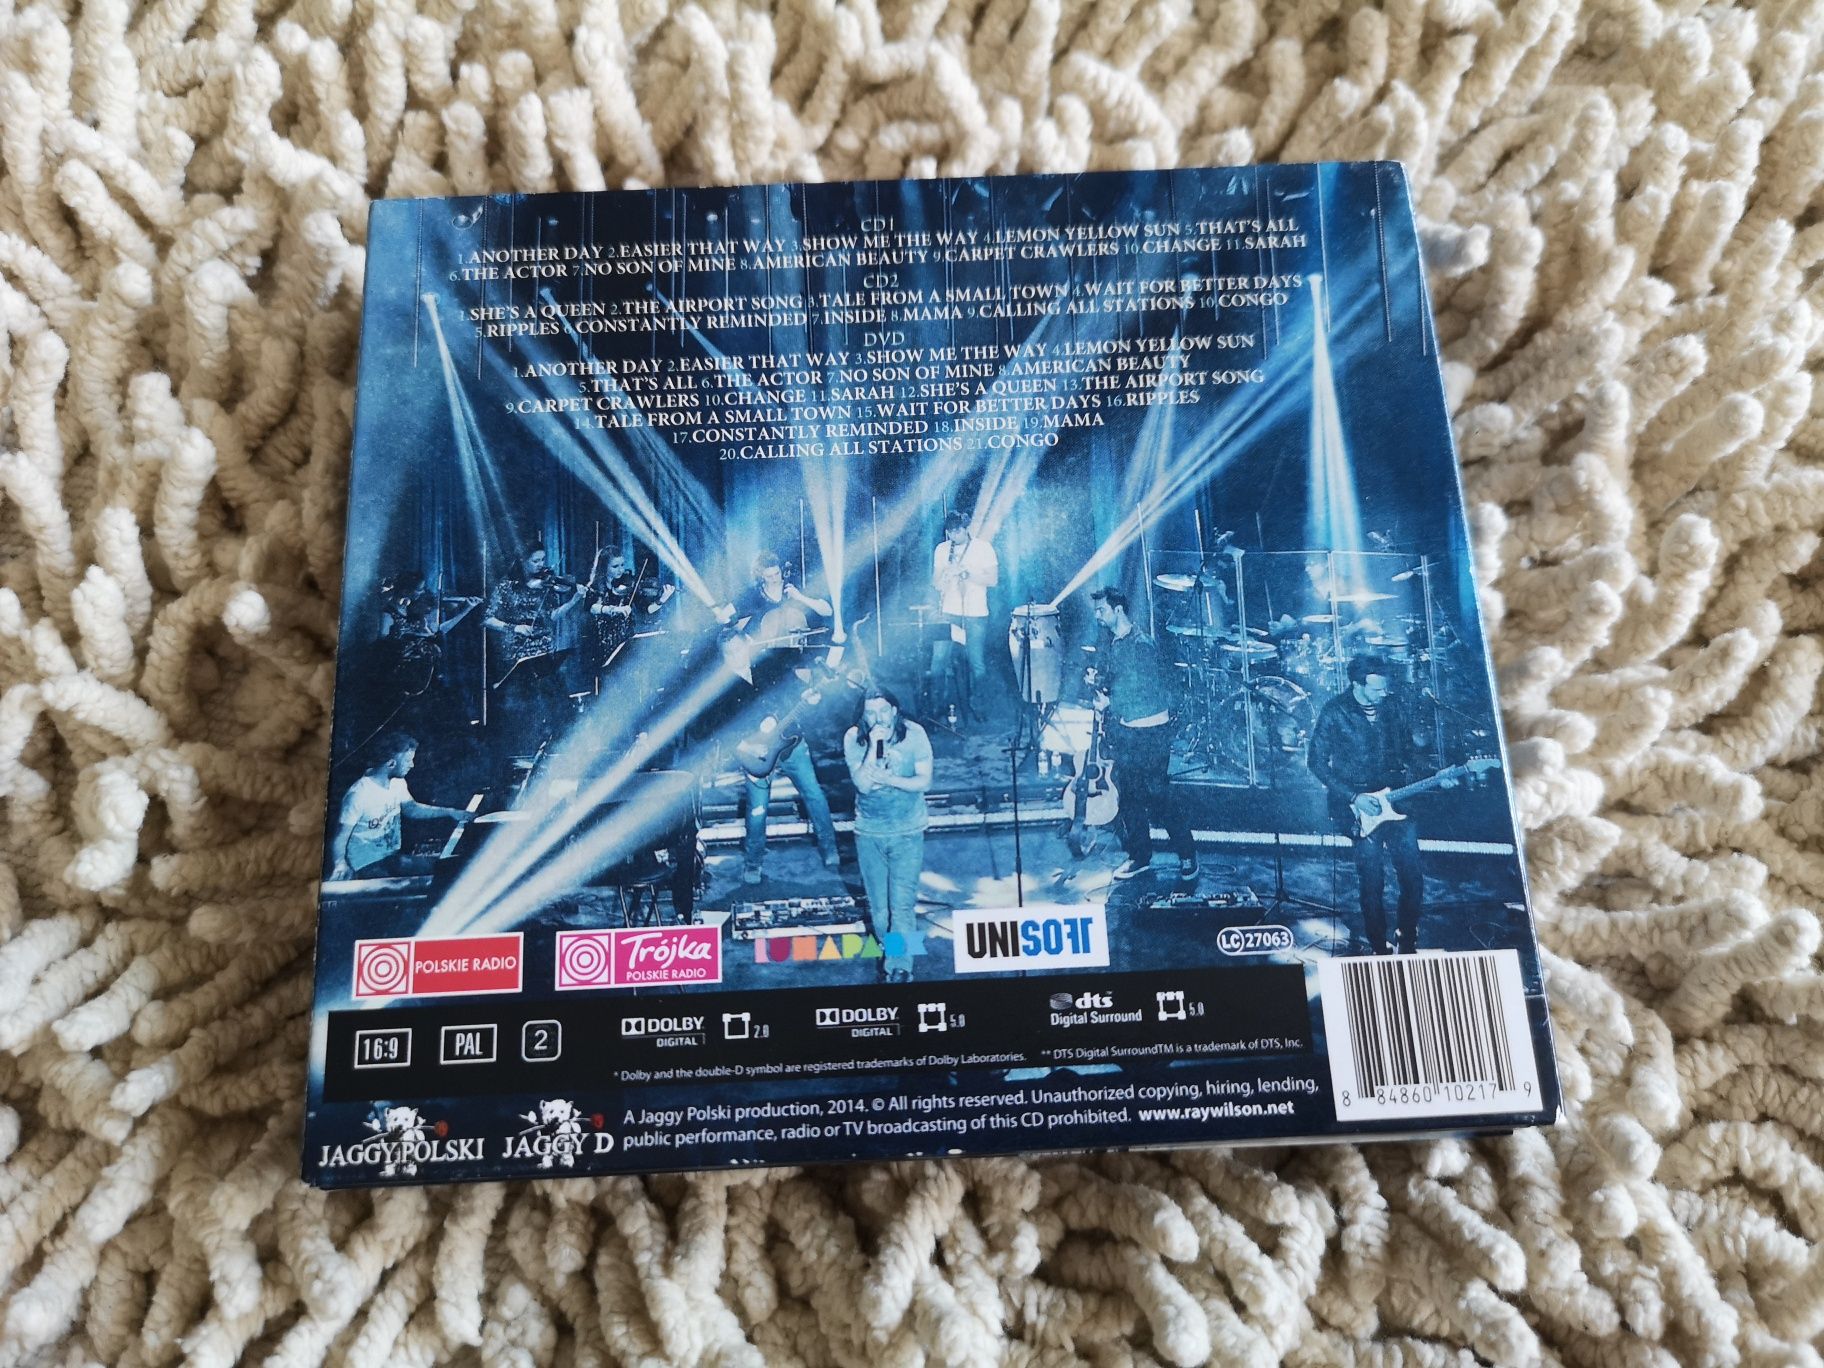 CD1
1.ANOTHER DAY 2.EASIER THAT WAY 3.SHOW ME THE WAY 4.LEMON YELLOW SUN 5.THAT'S ALL
6.THE ACTOR 7.NO SON OF MINE 8.AMERICAN BEAUTY 9.CARPET CRAWLERS 10.CHANGE 11.SARAH
CD2
1.SHE'S A QUEEN 2.THE AIRPORT SONG 3.TALE FROM A SMALL TOWN 4.WAIT FOR BETTER DAYS
5.RIPPLES 6.CONSTANTLY REMINDED 7.INSIDE 8.MAMA 9.CALLING ALL STATIONS 10.CONGO
DVD
1.ANOTHER DAY 2.EASIER THAT WAY 3.SHOW ME THE WAY 4.LEMON YELLOW SUN
5.THAT'S ALL 6.THE ACTOR 7.NO SON OF MINE 8.AMERICAN BEAUTY
9.CARPET CRAWLERS 10.CHANGE 11.SARAH 12.SHE'S A QUEEN 13.THE AIRPORT SONG
14.TALE FROM A SMALL TOWN 15.WAIT FOR BETTER DAYS 16.RIPPLES
17.CONSTANTLY REMINDED 18.INSIDE 19.MAMA
20.CALLING ALL STATIONS 21.CONGO
POLSKIE RADIO
Trójka
POLSKIE RADIO
LUNAPARK
UNISOFT
LC 27063
16:9
PAL
2
DOLBY
DIGITAL
2.0
DOLBY
DIGITAL
5.0
dts
Digital Surround
5.0
* Dolby and the double-D symbol are registered trademarks of Dolby Laboratories. ** DTS Digital SurroundTM is a trademark of DTS, Inc.
8 84860 10217 9
JAGGY POLSKI
JAGGY D
A Jaggy Polski production, 2014. © All rights reserved. Unauthorized copying, hiring, lending,
public performance, radio or TV broadcasting of this CD prohibited. www.raywilson.net